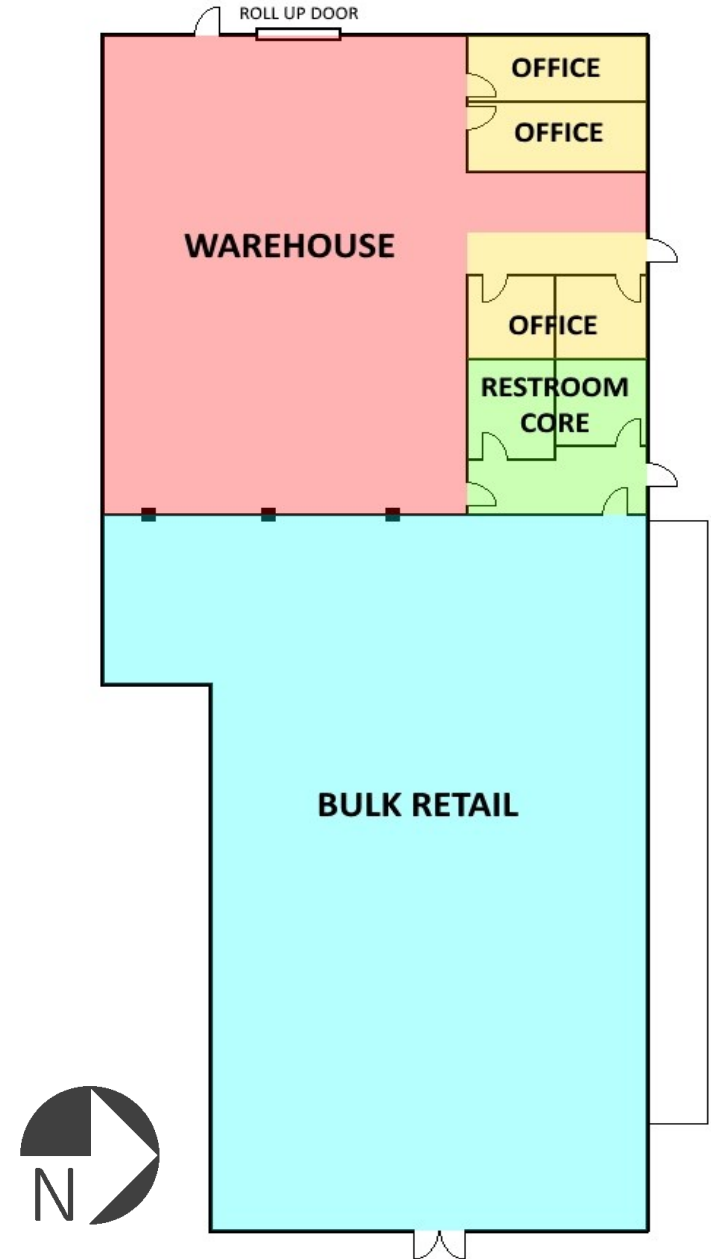 ROLL UP DOOR
OFFICE
OFFICE
WAREHOUSE
OFFICE
RESTROOM
CORE
BULK RETAIL
N